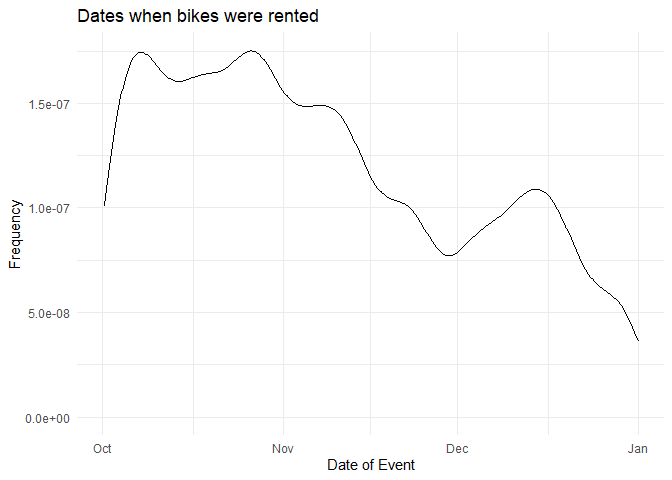 Dates when bikes were rented
Frequency
1.5e-07
1.0e-07
5.0e-08
0.0e+00
Oct Nov Dec Jan
Date of Event